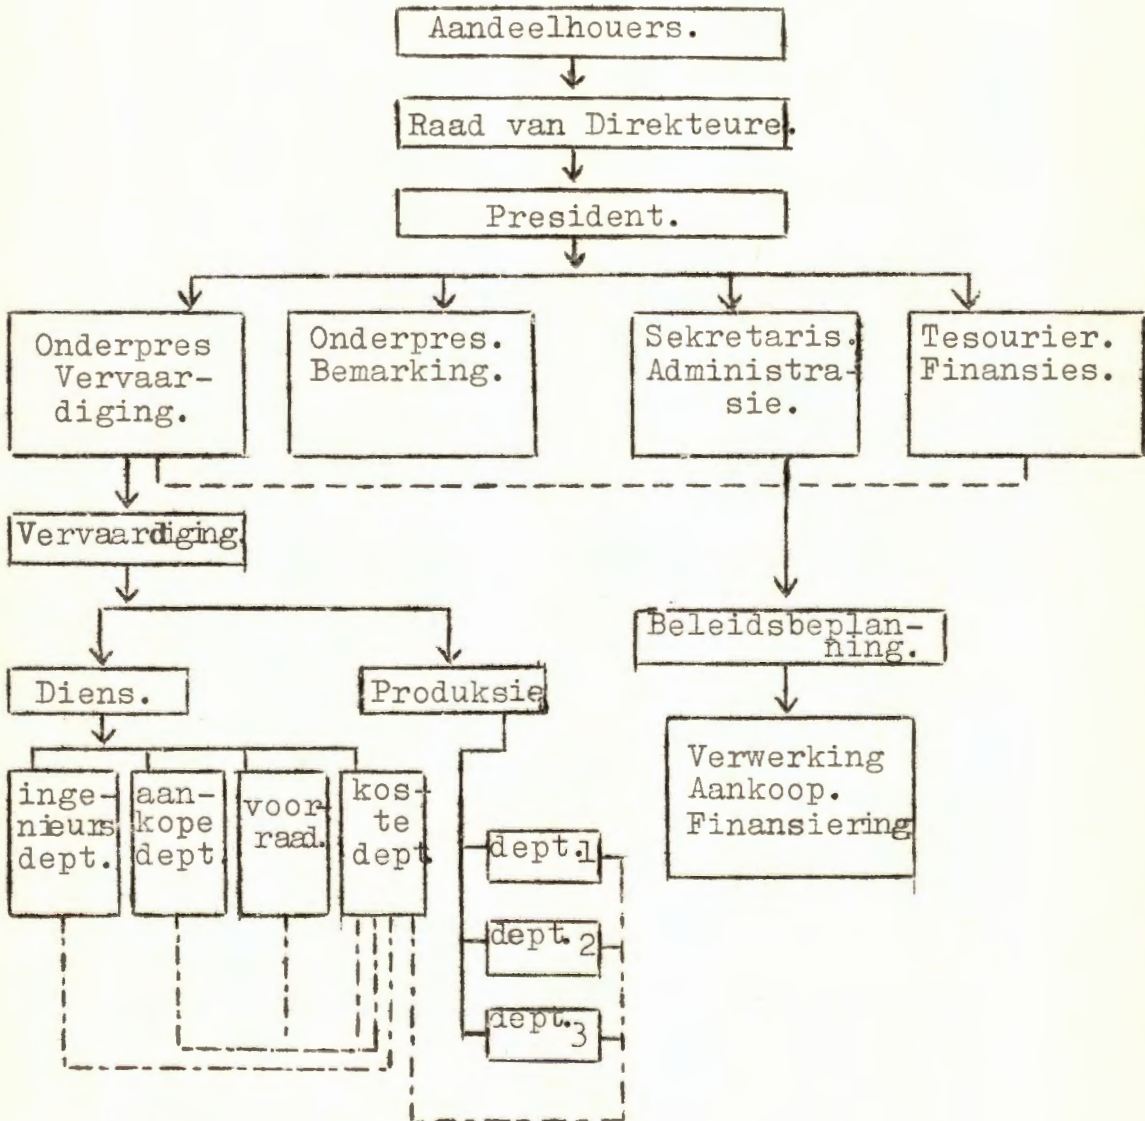 Aandeelhouers.
Raad van Direkteure.
President.
Onderpres
Vervaar-
diging.
Onderpres.
Bemarking.
Sekretaris.
Administra-
sie.
Tesourier.
Finansies.
Vervaardiging.
Beleidsbeplan-
ning.
Diens.
Produksie
Verwerking
Aankoop.
Finansiering
inge-
nieurs
dept.
aan-
kope
dept
voor-
raad.
kos-
te
dept.
dept.1
dept.2
dept.3